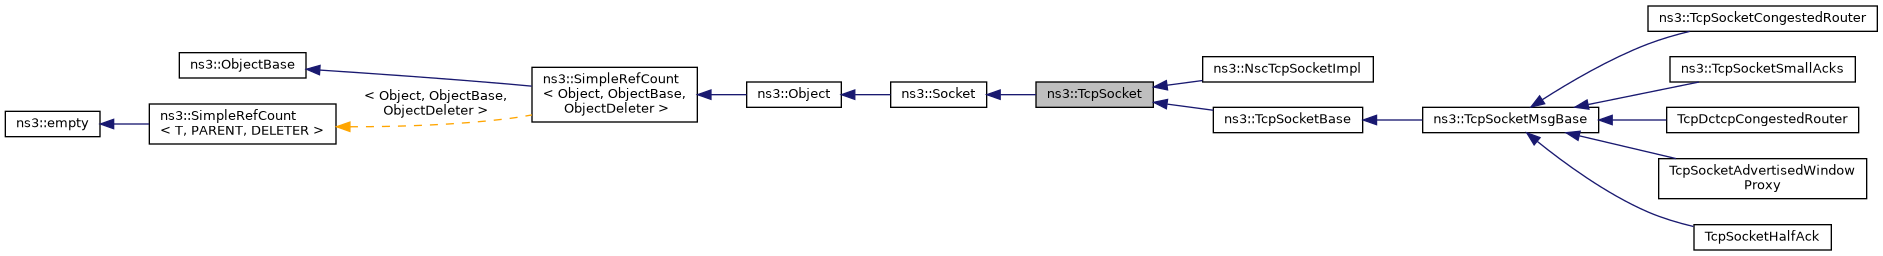 ns3::empty
ns3::ObjectBase
ns3::SimpleRefCount
< T, PARENT, DELETER >
< Object, ObjectBase,
ObjectDeleter >
ns3::SimpleRefCount
< Object, ObjectBase,
ObjectDeleter >
ns3::Object
ns3::Socket
ns3::TcpSocket
ns3::NscTcpSocketImpl
ns3::TcpSocketBase
ns3::TcpSocketMsgBase
ns3::TcpSocketCongestedRouter
ns3::TcpSocketSmallAcks
TcpDctcpCongestedRouter
TcpSocketAdvertisedWindow
Proxy
TcpSocketHalfAck